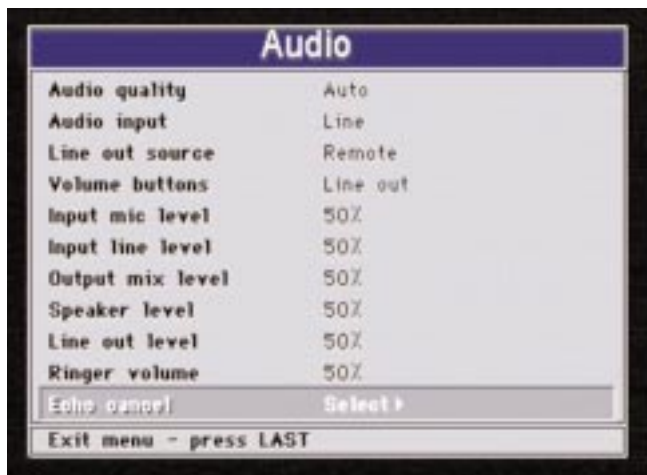 Audio
Audio quality Auto
Audio input Line
Line out source Remote
Volume buttons Line out
Input mic level 50%
Input line level 50%
Output mix level 50%
Speaker level 50%
Line out level 50%
Ringer volume 50%
Echo cancel Select ▸
Exit menu - press LAST